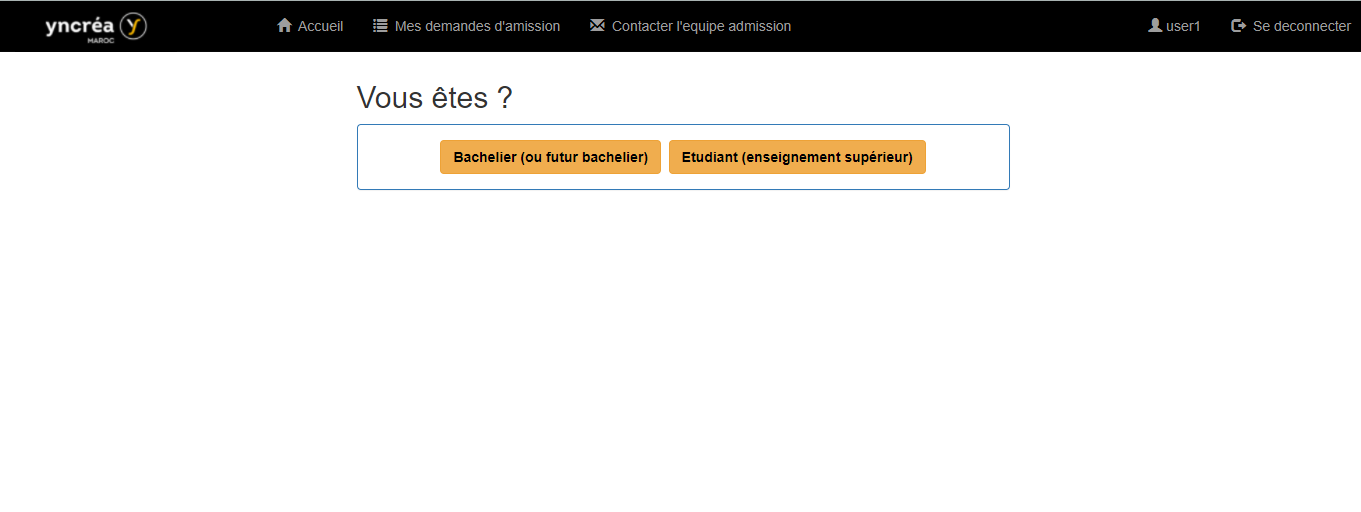 yncréa
MAROC
Accueil
Mes demandes d'amission
Contacter l'equipe admission
user1
Se deconnecter
Vous êtes ?
Bachelier (ou futur bachelier)
Etudiant (enseignement supérieur)